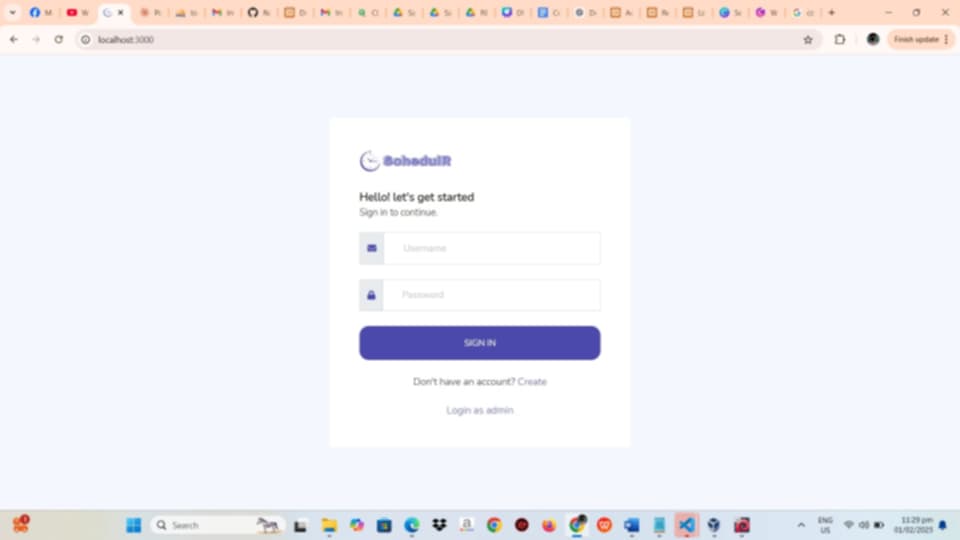 localhost:3000
Finish update
SchedulR
Hello! let's get started
Sign in to continue.
Username
Password
SIGN IN
Don't have an account? Create
Login as admin
Search
ENG
US
11:29 pm
01/02/2025